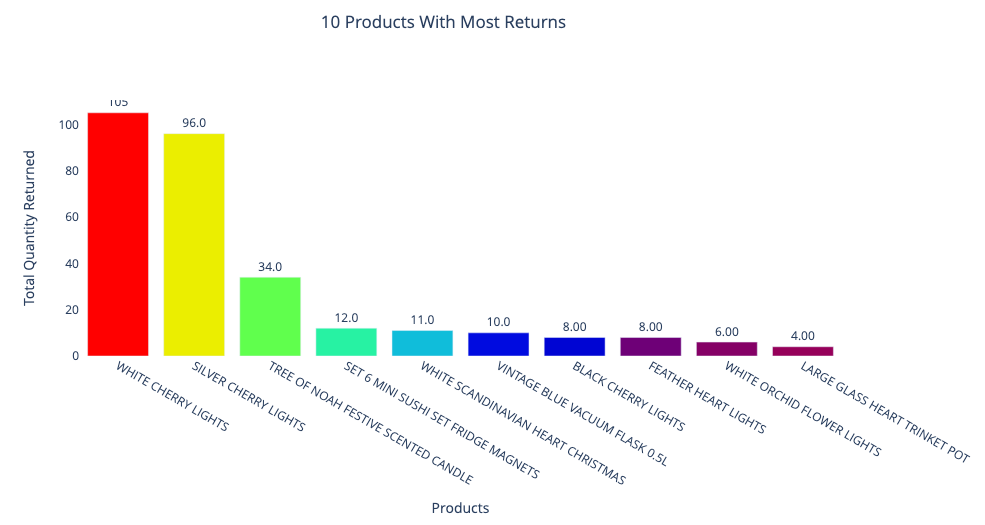 10 Products With Most Returns
105
96.0
34.0
12.0
11.0
10.0
8.00
8.00
6.00
4.00
100
80
60
40
20
0
Total Quantity Returned
WHITE CHERRY LIGHTS
SILVER CHERRY LIGHTS
TREE OF NOAH FESTIVE SCENTED CANDLE
SET 6 MINI SUSHI SET FRIDGE MAGNETS
WHITE SCANDINAVIAN HEART CHRISTMAS
VINTAGE BLUE VACUUM FLASK 0.5L
BLACK CHERRY LIGHTS
FEATHER HEART LIGHTS
WHITE ORCHID FLOWER LIGHTS
LARGE GLASS HEART TRINKET POT
Products